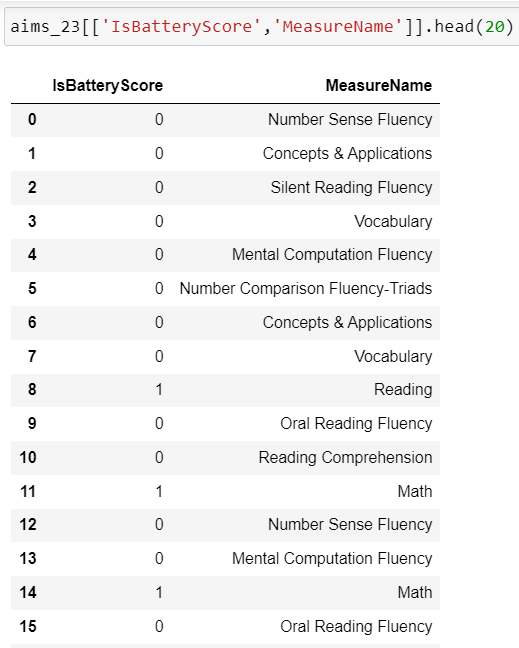 aims_23[['IsBatteryScore','MeasureName']].head(20)
IsBatteryScore MeasureName
0 0 Number Sense Fluency
1 0 Concepts & Applications
2 0 Silent Reading Fluency
3 0 Vocabulary
4 0 Mental Computation Fluency
5 0 Number Comparison Fluency-Triads
6 0 Concepts & Applications
7 0 Vocabulary
8 1 Reading
9 0 Oral Reading Fluency
10 0 Reading Comprehension
11 1 Math
12 0 Number Sense Fluency
13 0 Mental Computation Fluency
14 1 Math
15 0 Oral Reading Fluency